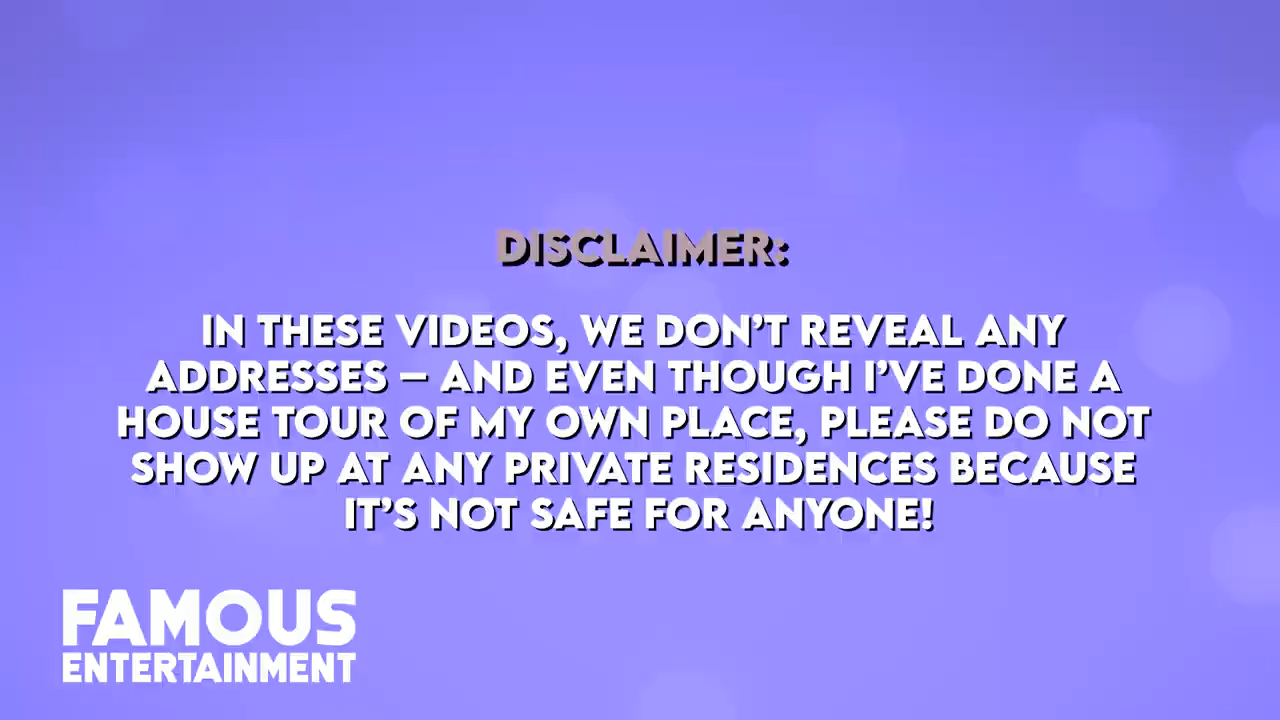 DISCLAIMER:
IN THESE VIDEOS, WE DON'T REVEAL ANY
ADDRESSES – AND EVEN THOUGH I'VE DONE A
HOUSE TOUR OF MY OWN PLACE, PLEASE DO NOT
SHOW UP AT ANY PRIVATE RESIDENCES BECAUSE
IT'S NOT SAFE FOR ANYONE!
FAMOUS
ENTERTAINMENT